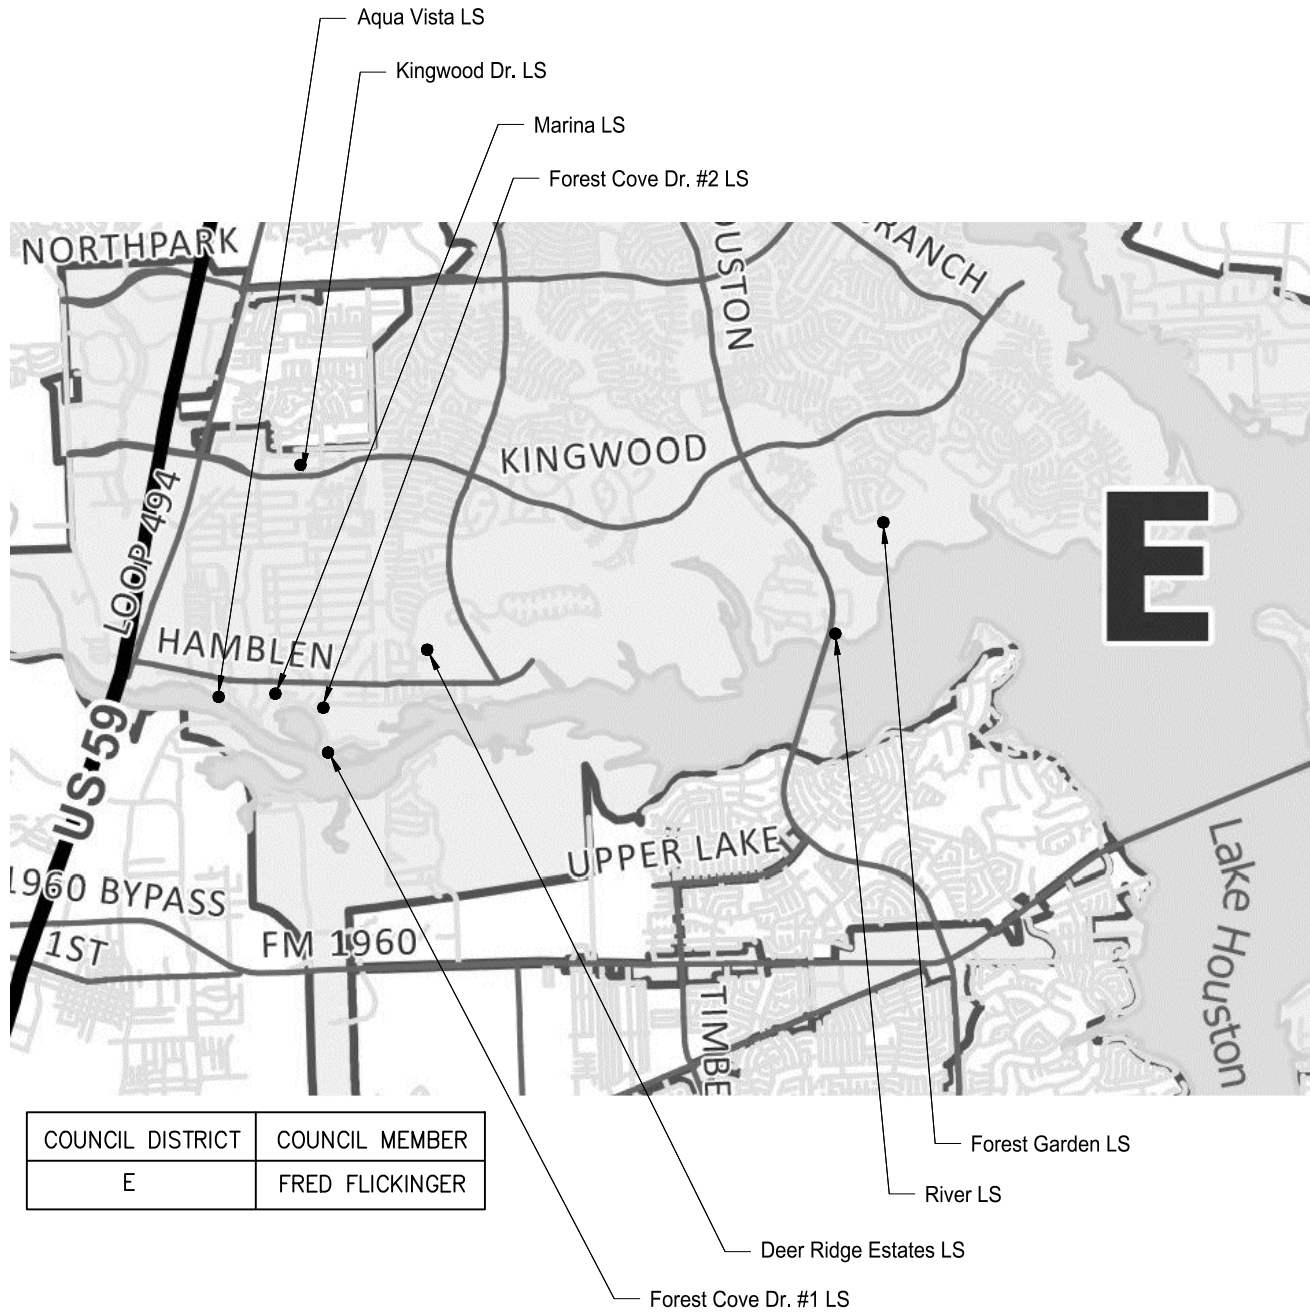 Aqua Vista LS
Kingwood Dr. LS
Marina LS
Forest Cove Dr. #2 LS
NORTHPARK
OUSTON
RANCH
KINGWOOD
LOOP 494
E
HAMBLEN
US 59
UPPER LAKE
Lake Houston
1960 BYPASS
1ST
FM 1960
TIMBE
COUNCIL DISTRICT COUNCIL MEMBER
E FRED FLICKINGER
Forest Garden LS
River LS
Deer Ridge Estates LS
Forest Cove Dr. #1 LS